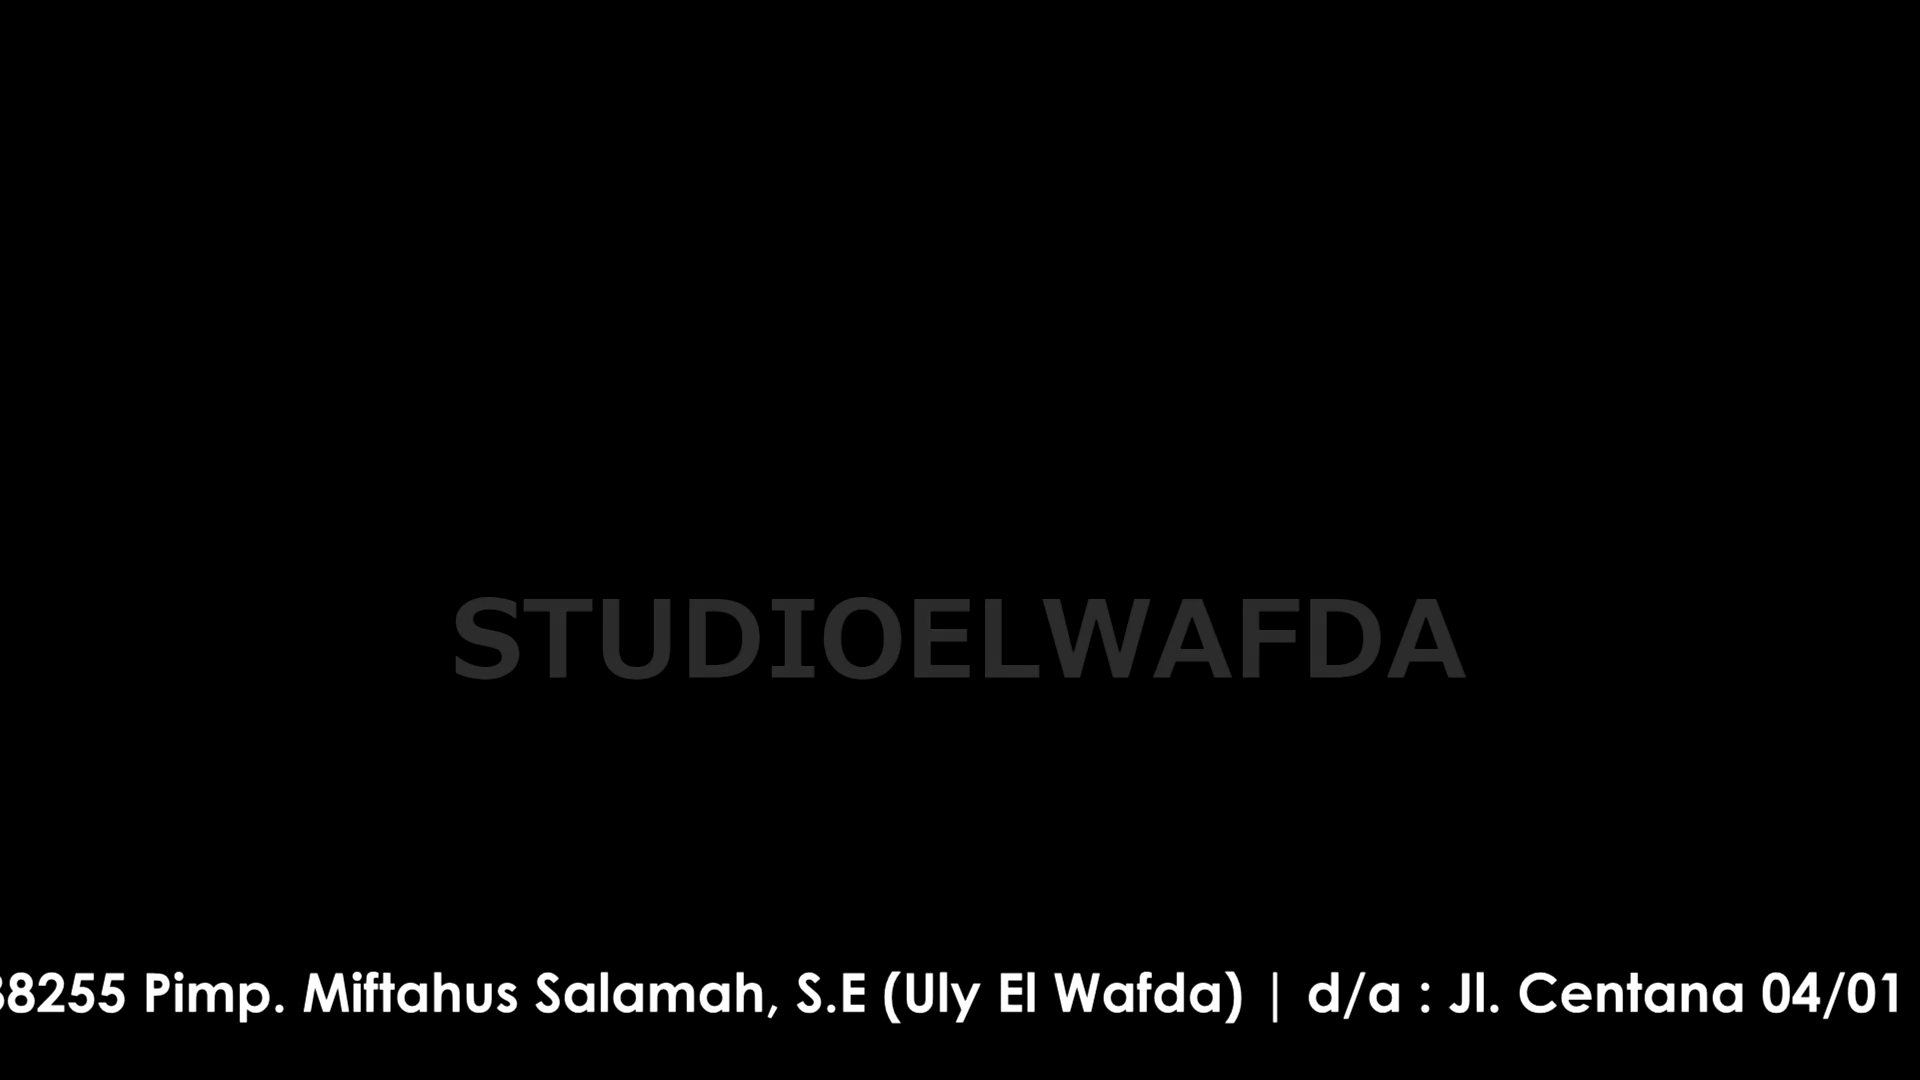 STUDIOELWAFDA
8255 Pimp. Miftahus Salamah, S.E (Uly El Wafda) | d/a : Jl. Centana 04/01